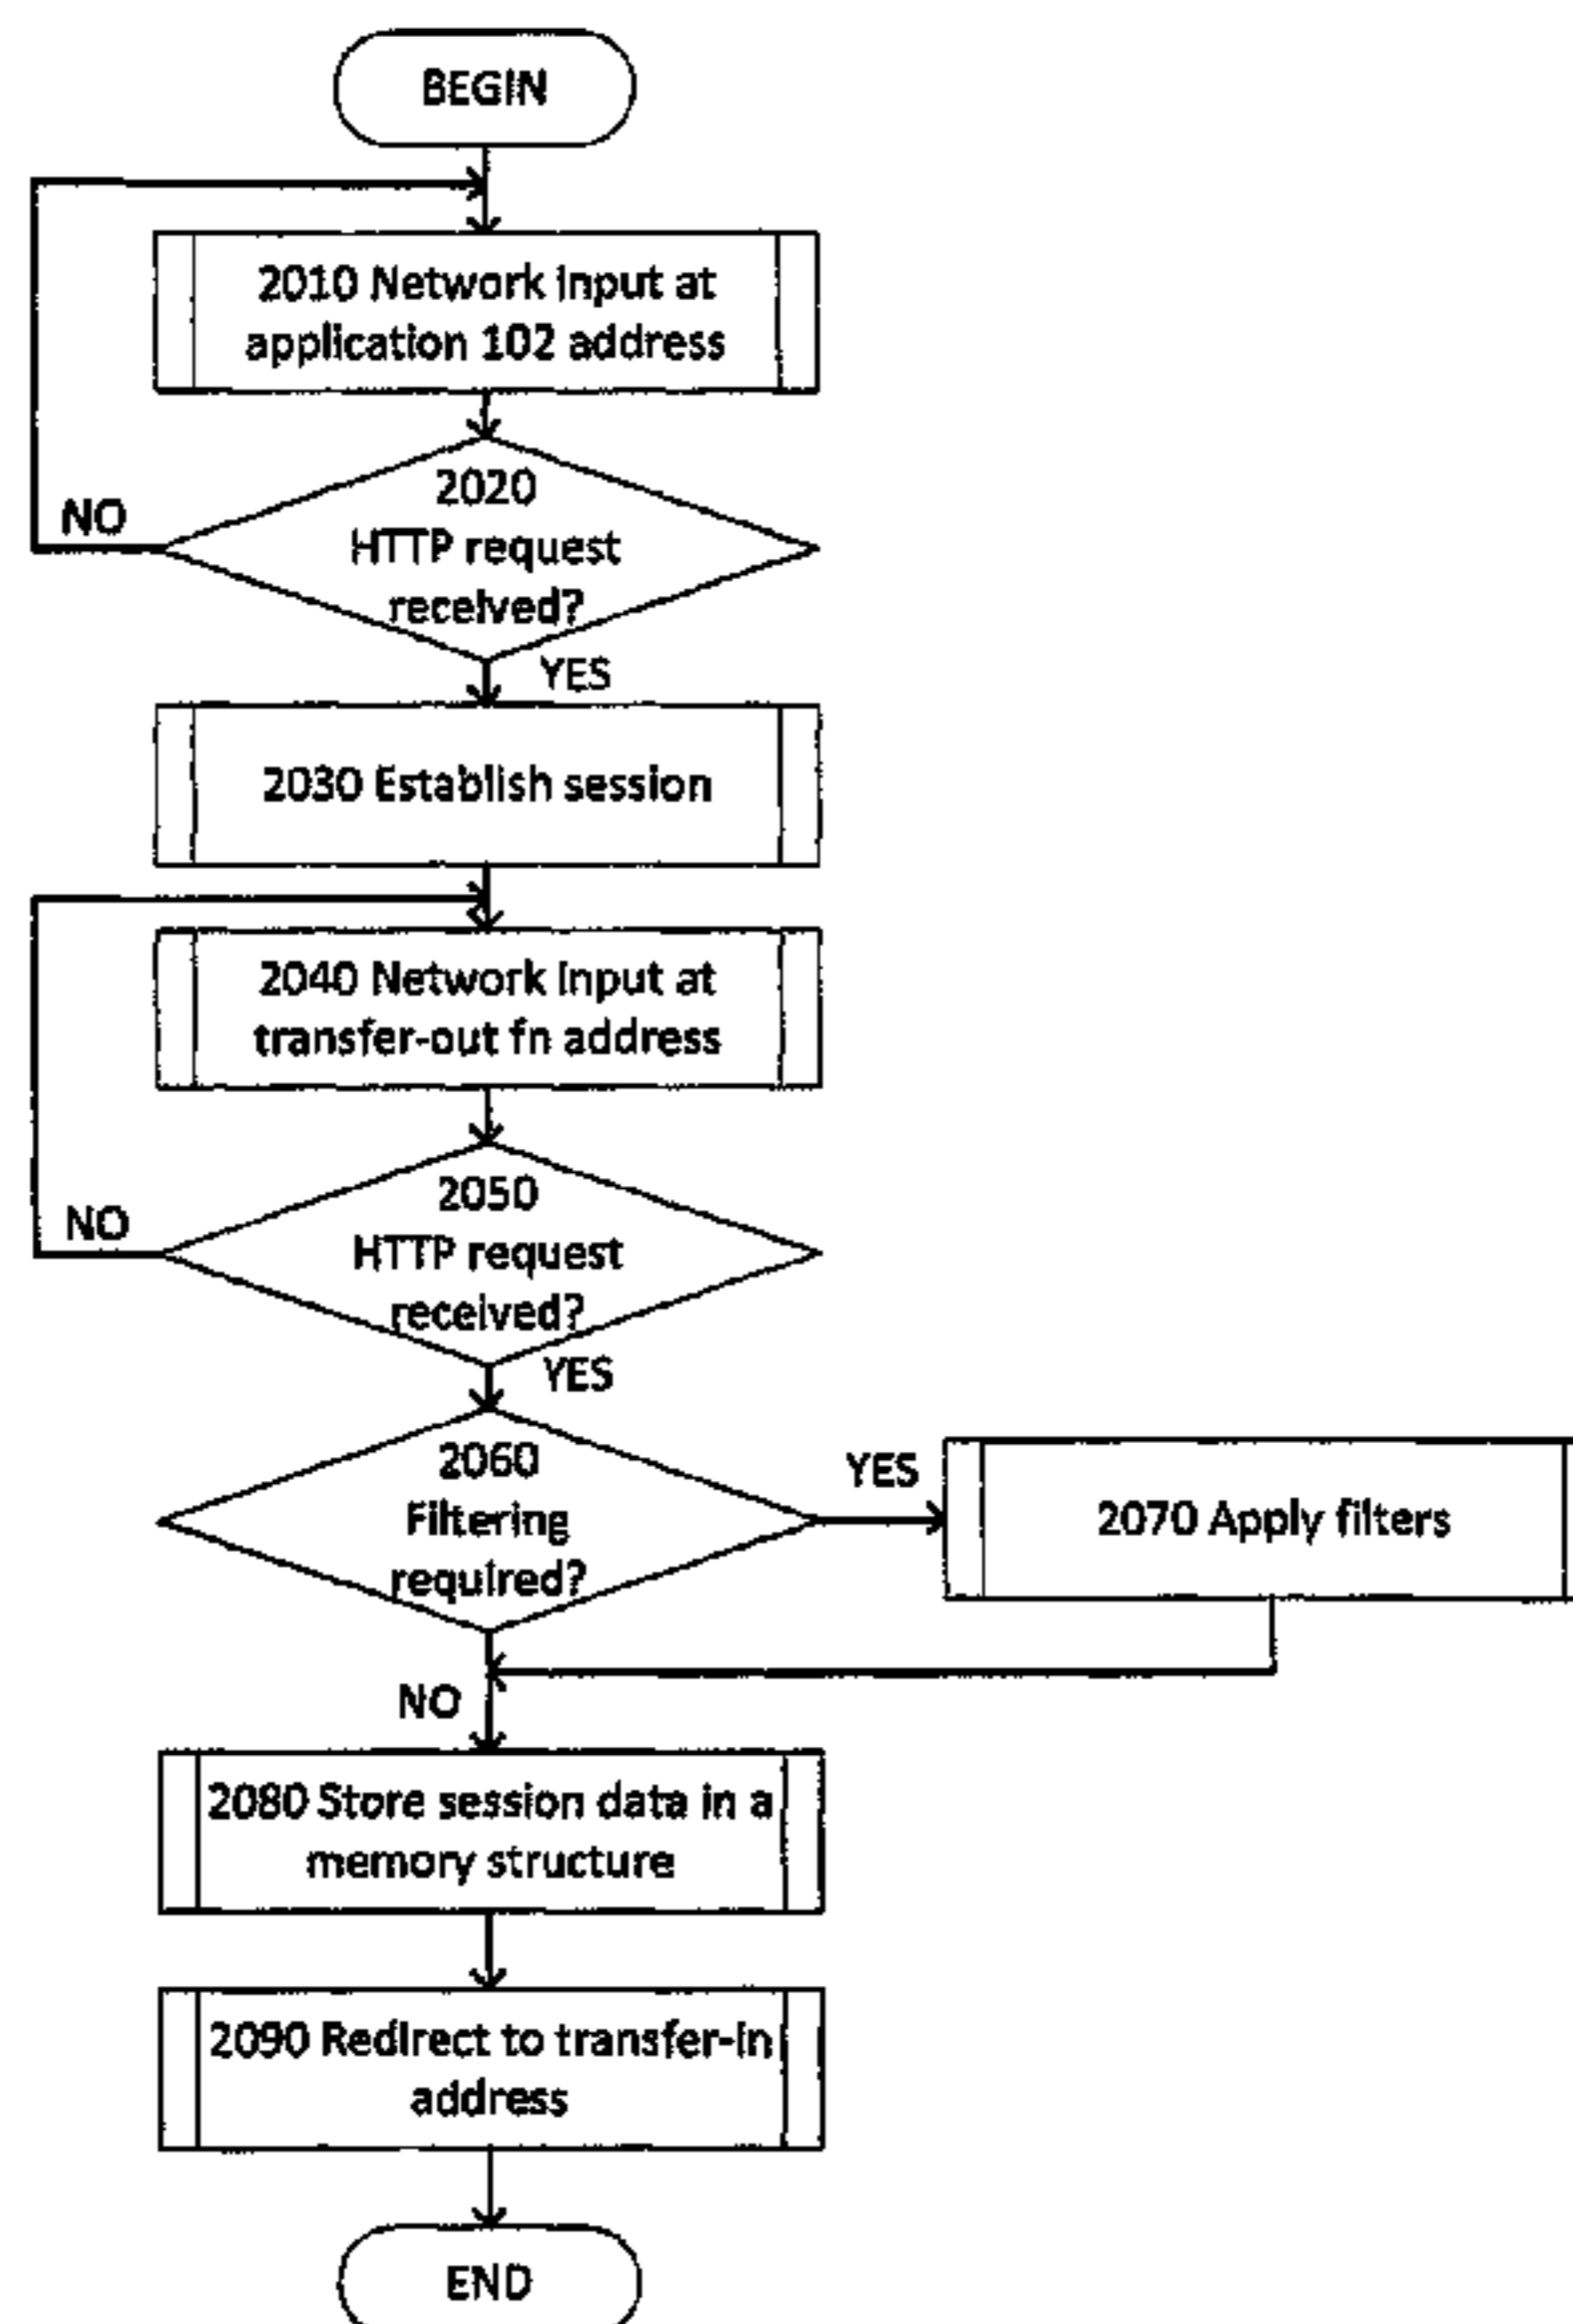 BEGIN
2010 Network input at
application 102 address
2020
HTTP request
received?
NO
YES
2030 Establish session
2040 Network input at
transfer-out fn address
2050
HTTP request
received?
NO
YES
2060
Filtering
required?
YES
2070 Apply filters
NO
2080 Store session data in a
memory structure
2090 Redirect to transfer-in
address
END